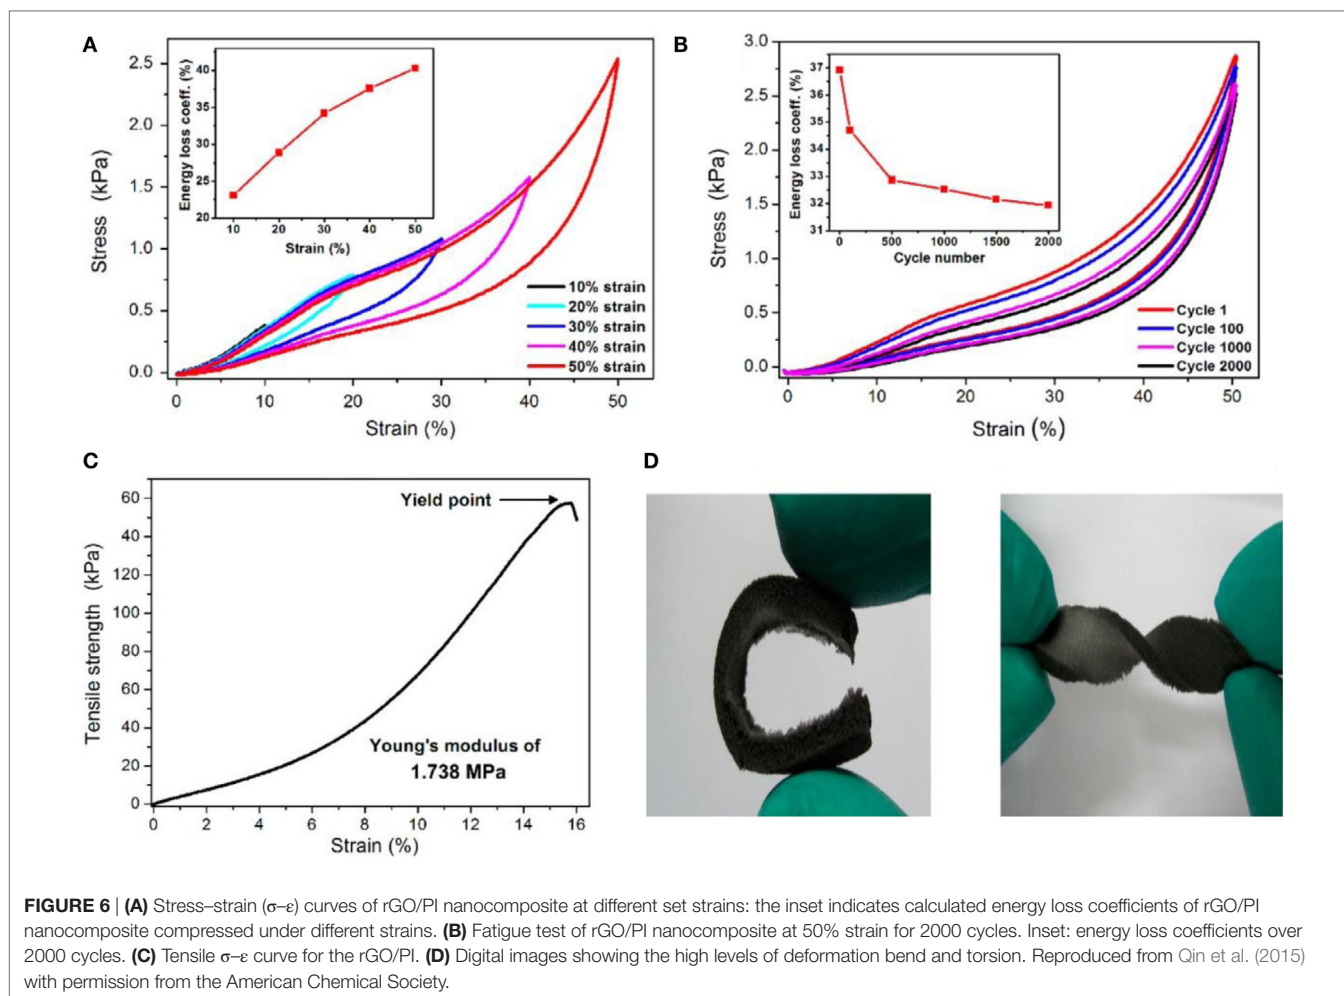 A
B
2.5
2.0
1.5
1.0
0.5
0.0
Stress (kPa)
0 10 20 30 40 50
Strain (%)
40
35
30
25
20
Energy loss coeff. (%)
10 20 30 40 50
Strain (%)
10% strain
20% strain
30% strain
40% strain
50% strain
3.0
2.5
2.0
1.5
1.0
0.5
0.0
Stress (kPa)
0 10 20 30 40 50
Strain (%)
37
36
35
34
33
32
31
Energy loss coeff. (%)
0 500 1000 1500 2000
Cycle number
Cycle 1
Cycle 100
Cycle 1000
Cycle 2000
C
D
60
40
120
100
80
60
40
20
0
Tensile strength (kPa)
0 2 4 6 8 10 12 14 16
Strain (%)
Yield point
Young's modulus of
1.738 MPa
FIGURE 6 | (A) Stress–strain (σ–ε) curves of rGO/PI nanocomposite at different set strains: the inset indicates calculated energy loss coefficients of rGO/PI
nanocomposite compressed under different strains. (B) Fatigue test of rGO/PI nanocomposite at 50% strain for 2000 cycles. Inset: energy loss coefficients over
2000 cycles. (C) Tensile σ–ε curve for the rGO/PI. (D) Digital images showing the high levels of deformation bend and torsion. Reproduced from Qin et al. (2015)
with permission from the American Chemical Society.